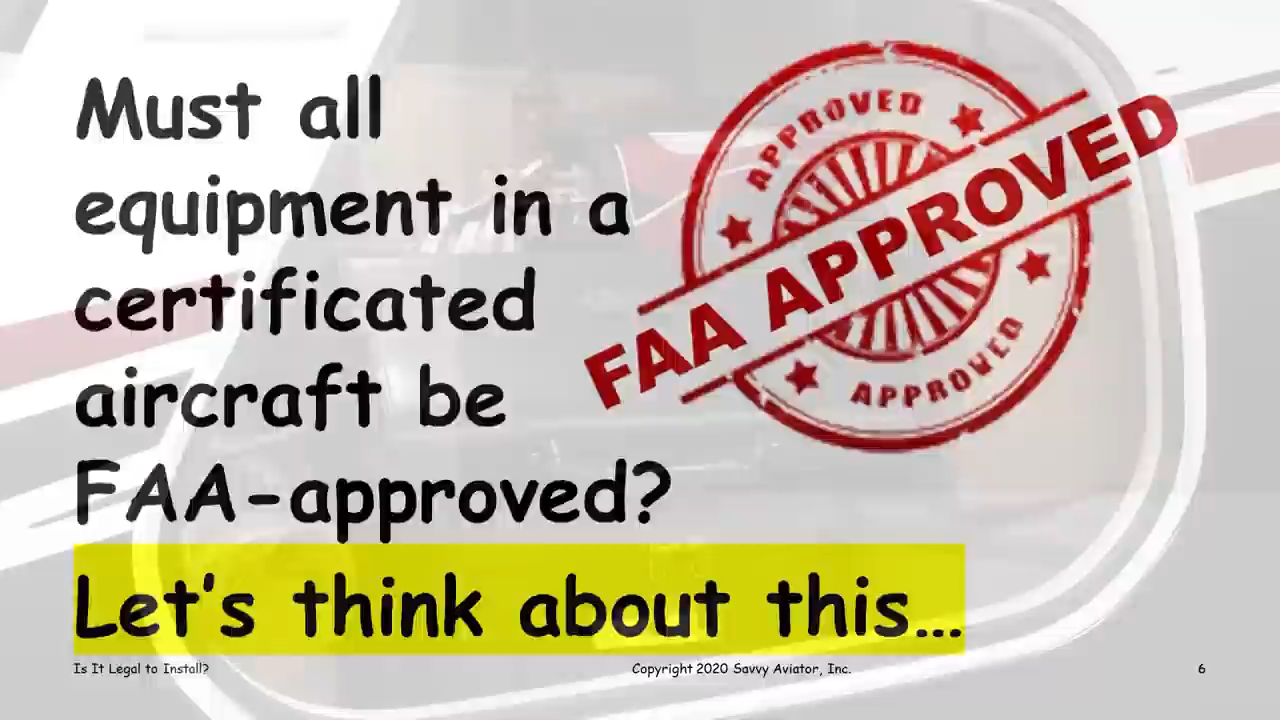 Must all
equipment in a
certificated
aircraft be
FAA-approved?
Let's think about this...
APPROVED
FAA APPROVED
APPROVED
Is It Legal to Install?
Copyright 2020 Savvy Aviator, Inc.
6